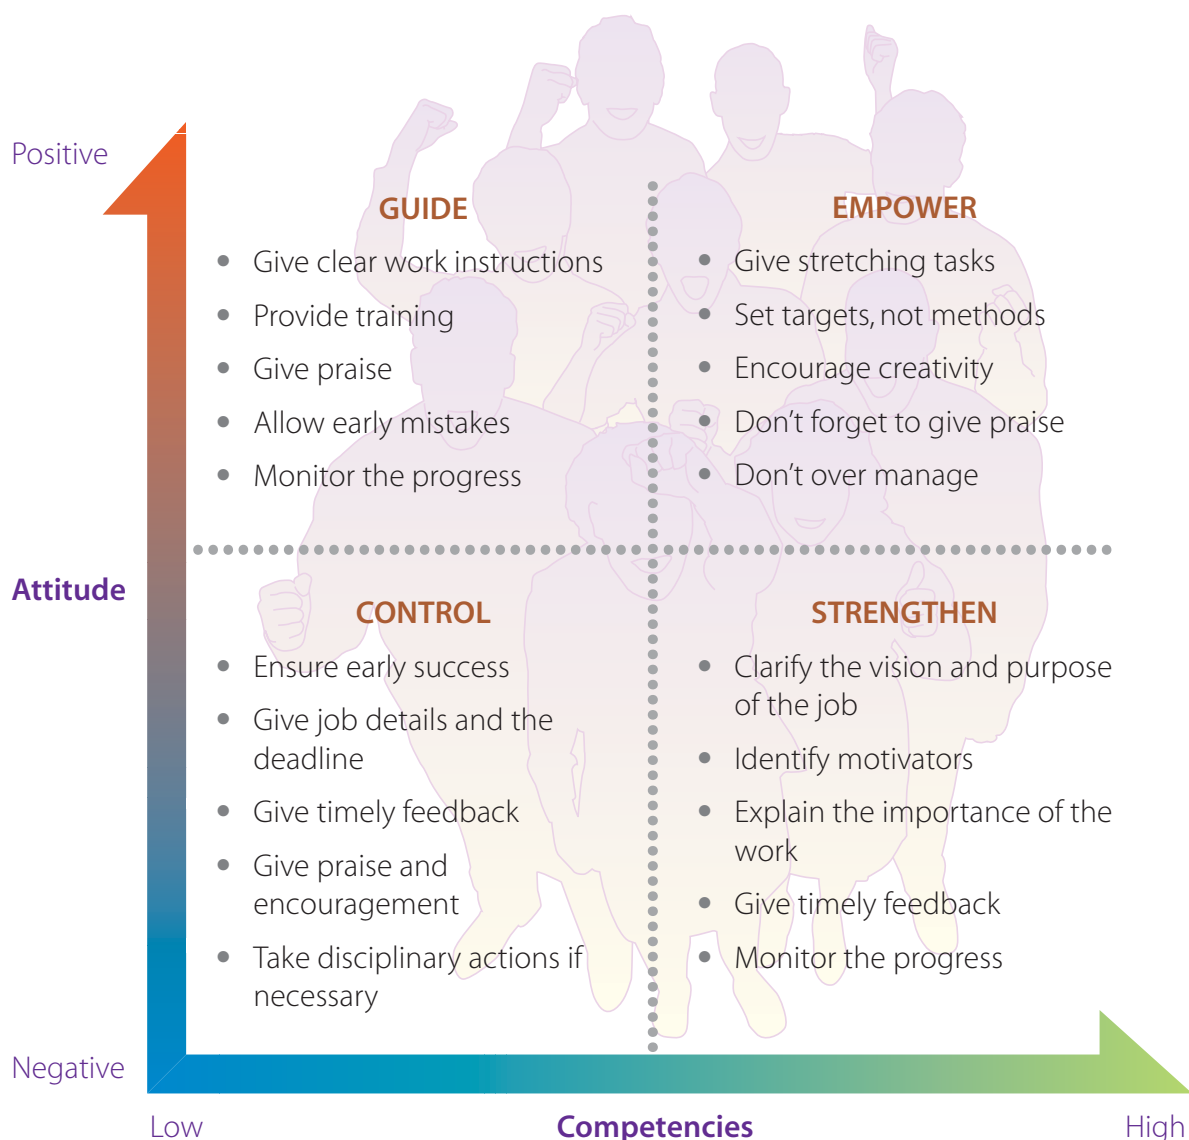 Positive
GUIDE
• Give clear work instructions
• Provide training
• Give praise
• Allow early mistakes
• Monitor the progress
EMPOWER
• Give stretching tasks
• Set targets, not methods
• Encourage creativity
• Don’t forget to give praise
• Don’t over manage
Attitude
CONTROL
• Ensure early success
• Give job details and the
deadline
• Give timely feedback
• Give praise and
encouragement
• Take disciplinary actions if
necessary
STRENGTHEN
• Clarify the vision and purpose
of the job
• Identify motivators
• Explain the importance of the
work
• Give timely feedback
• Monitor the progress
Negative
Low
Competencies
High